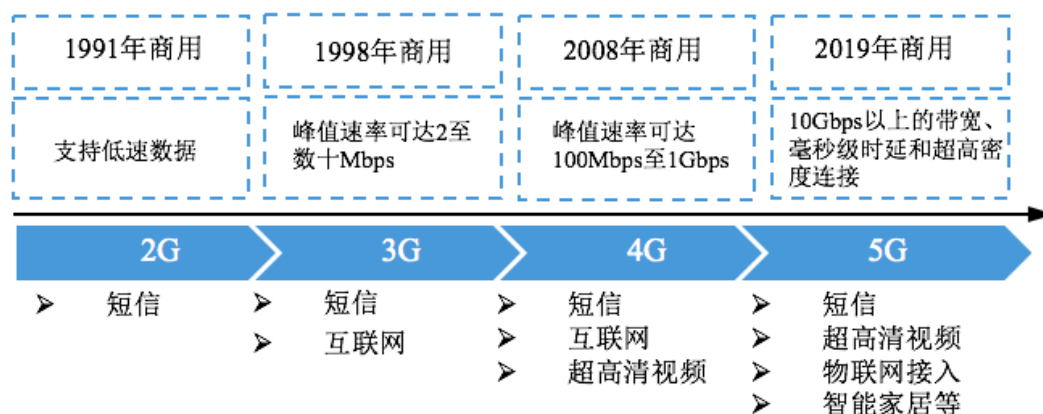 1991年商用
1998年商用
2008年商用
2019年商用
支持低速数据
峰值速率可达2至
数十Mbps
峰值速率可达
100Mbps至1Gbps
10Gbps以上的带宽、
毫秒级时延和超高密
度连接
2G
3G
4G
5G
➢ 短信
➢ 短信
➢ 互联网
➢ 短信
➢ 互联网
➢ 超高清视频
➢ 短信
➢ 超高清视频
➢ 物联网接入
➢ 智能家居等